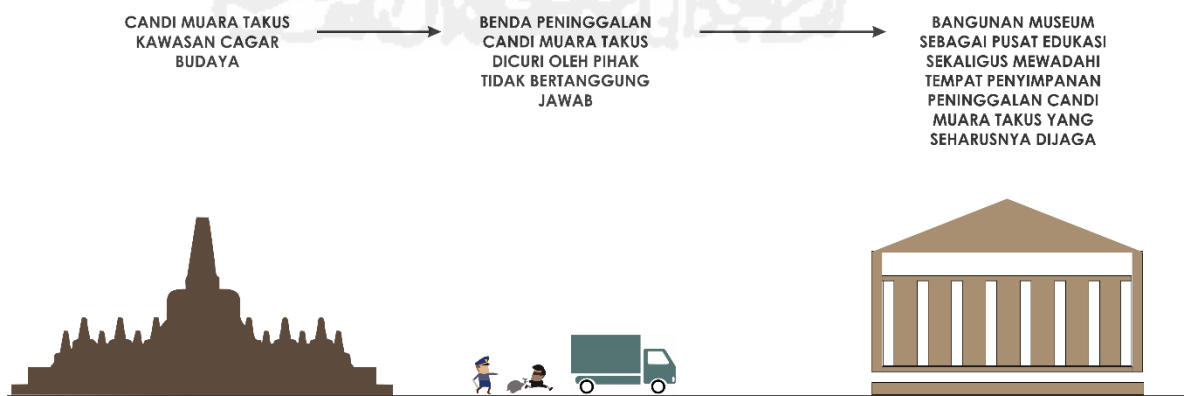 CANDI MUARA TAKUS
KAWASAN CAGAR
BUDAYA
BENDA PENINGGALAN
CANDI MUARA TAKUS
DICURI OLEH PIHAK
TIDAK BERTANGGUNG
JAWAB
BANGUNAN MUSEUM
SEBAGAI PUSAT EDUKASI
SEKALIGUS MEWADAHI
TEMPAT PENYIMPANAN
PENINGGALAN CANDI
MUARA TAKUS YANG
SEHARUSNYA DIJAGA